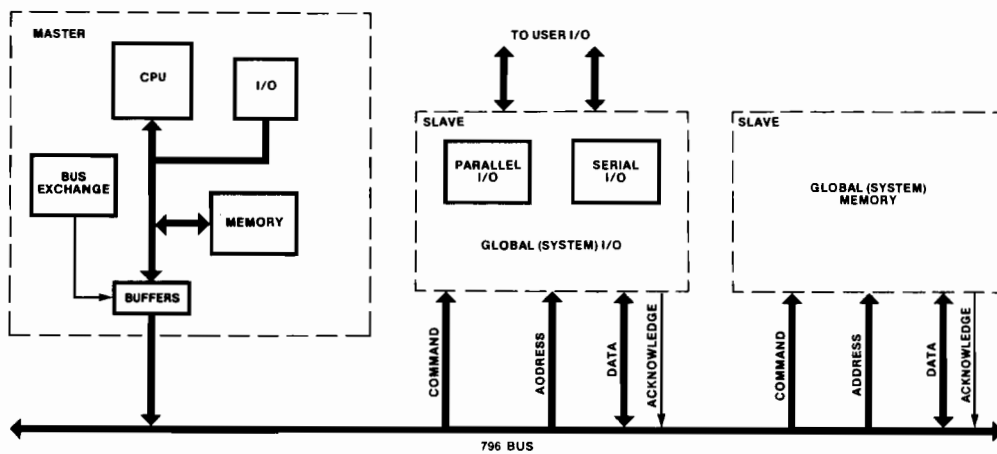 MASTER
CPU
I/O
BUS
EXCHANGE
MEMORY
BUFFERS
TO USER I/O
SLAVE
PARALLEL
I/O
SERIAL
I/O
GLOBAL (SYSTEM) I/O
SLAVE
GLOBAL (SYSTEM)
MEMORY
COMMAND
ADDRESS
DATA
ACKNOWLEDGE
COMMAND
ADDRESS
DATA
ACKNOWLEDGE
796 BUS